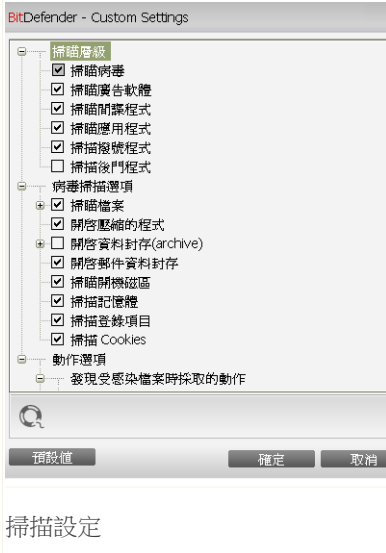 BitDefender - Custom Settings
掃瞄層級
掃瞄病毒
掃瞄廣告軟體
掃瞄間諜程式
掃瞄應用程式
掃描撥號程式
掃描後門程式
病毒掃描選項
掃瞄檔案
開啓壓縮的程式
開啓資料封存(archive)
開啓郵件資料封存
掃瞄開機磁區
掃描記憶體
掃描登錄項目
掃描 Cookies
動作選項
發現受感染檔案時採取的動作
預設值
確定
取消
掃描設定